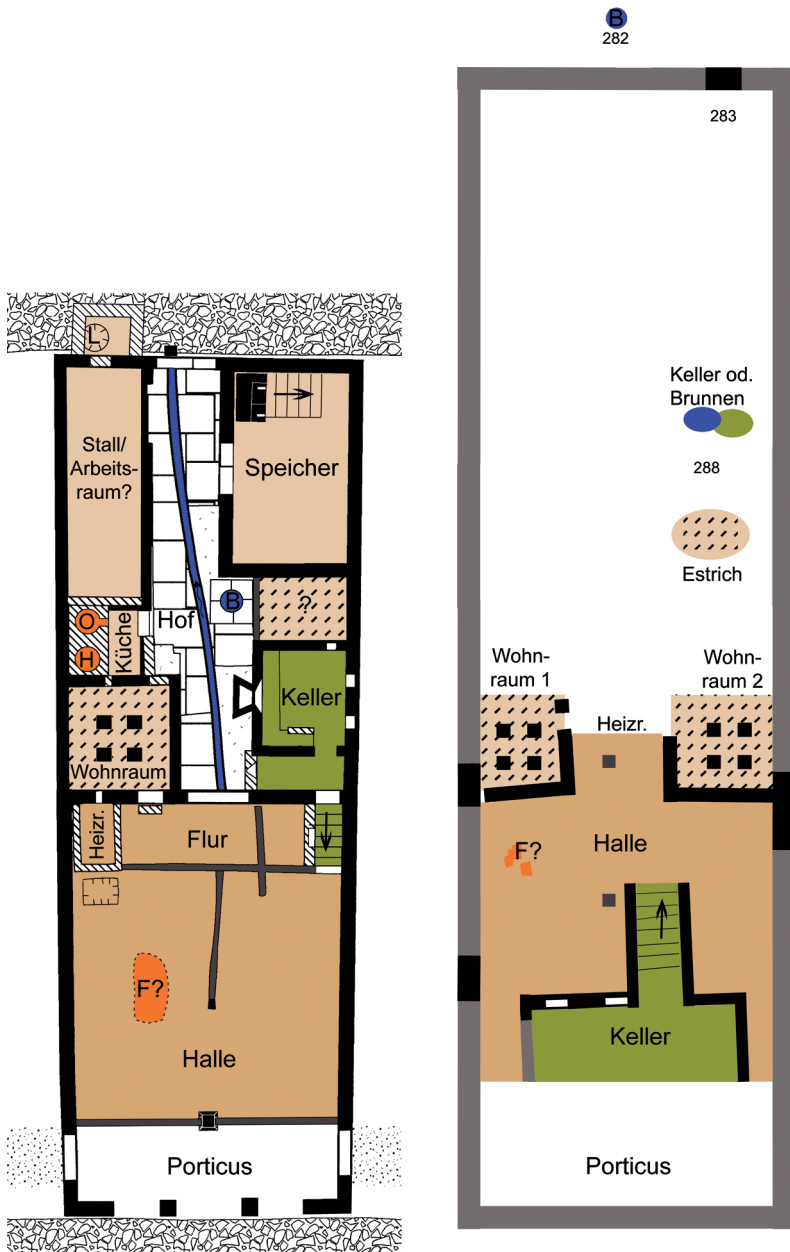 L
Stall/
Arbeits-
raum?
Speicher
O
H
Küche
Hof
B
?
Keller
Wohnraum
Heizr.
Flur
F?
Halle
Porticus
B
282
283
Keller od.
Brunnen
288
Estrich
Wohn-
raum 1
Wohn-
raum 2
Heizr.
F?
Halle
Keller
Porticus